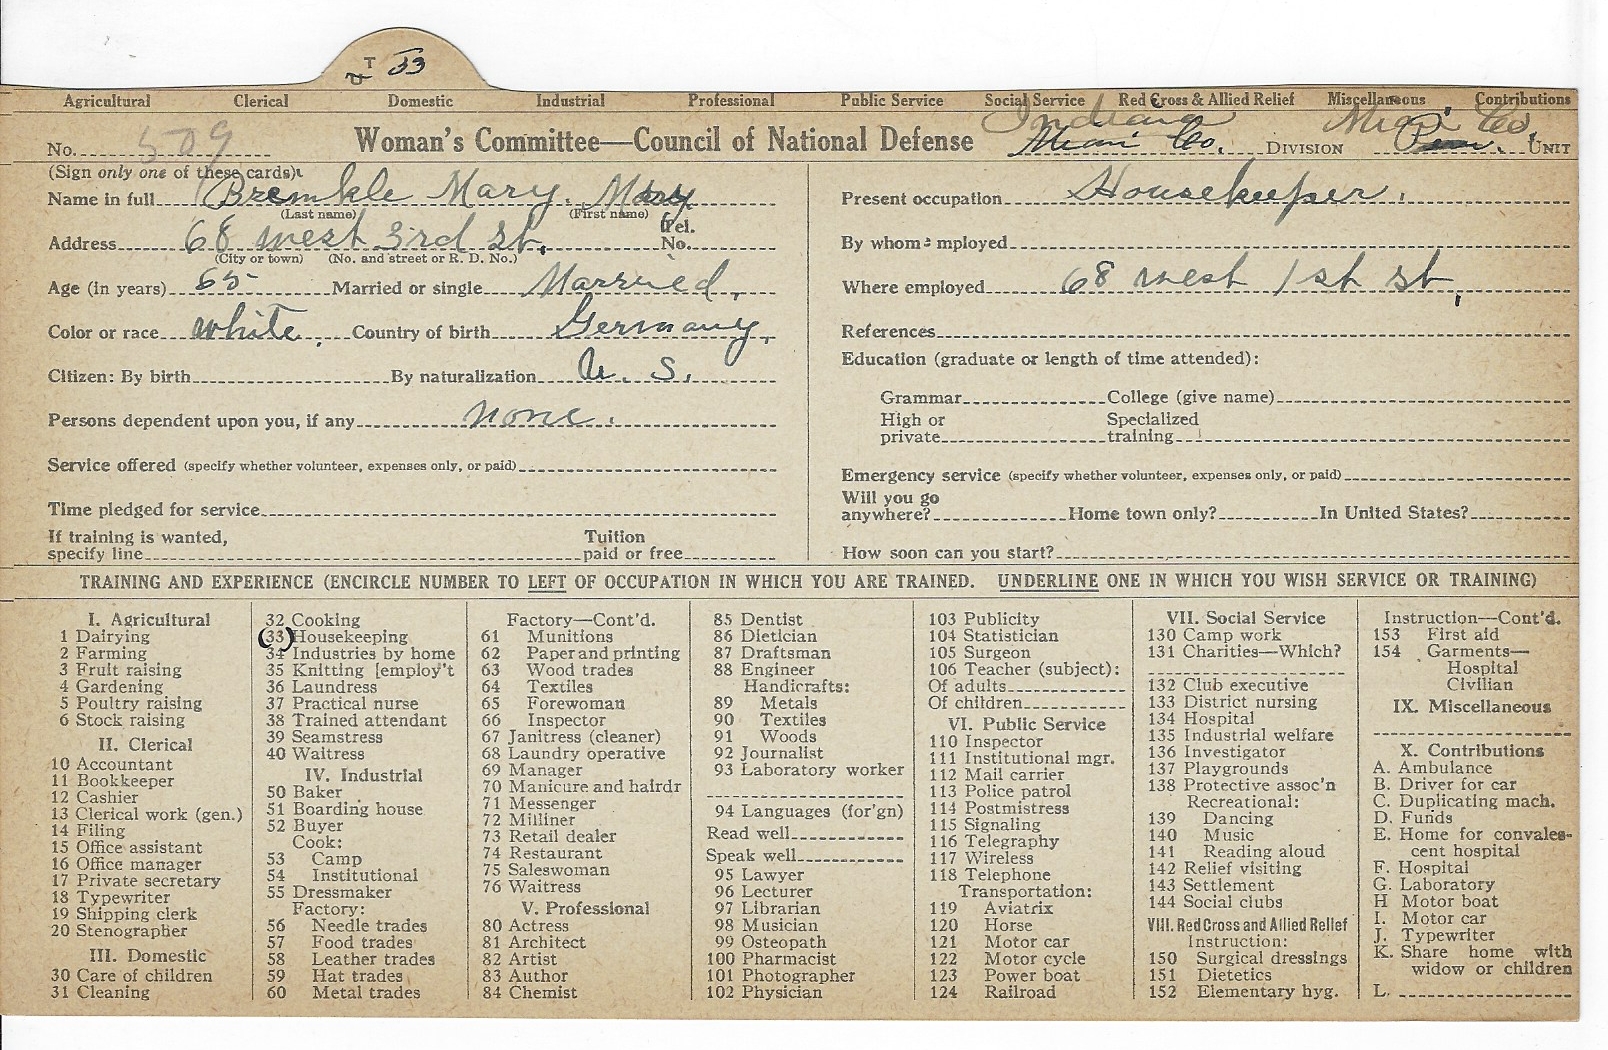 T 33
Agricultural Clerical Domestic Industrial Professional Public Service Social Service Red Cross & Allied Relief Miscellaneous Contributions
Indiana Miami Co.
No. 509 Woman's Committee—Council of National Defense Miami Co. DIVISION UNIT
(Sign only one of these cards)
Name in full Bremkle Mary. Mary
(Last name) (First name)
Address 68 west 3rd St. Tel. No.
(City or town) (No. and street or R. D. No.)
Age (in years) 65 Married or single Married.
Color or race white. Country of birth Germany.
Citizen: By birth By naturalization U. S.
Persons dependent upon you, if any none.
Service offered (specify whether volunteer, expenses only, or paid)
Time pledged for service
If training is wanted, specify line Tuition paid or free
Present occupation Housekeeper.
By whom employed
Where employed 68 west 1st St.
References
Education (graduate or length of time attended):
Grammar College (give name)
High or private Specialized training
Emergency service (specify whether volunteer, expenses only, or paid)
Will you go anywhere? Home town only? In United States?
How soon can you start?
TRAINING AND EXPERIENCE (ENCIRCLE NUMBER TO LEFT OF OCCUPATION IN WHICH YOU ARE TRAINED. UNDERLINE ONE IN WHICH YOU WISH SERVICE OR TRAINING)
I. Agricultural
1 Dairying
2 Farming
3 Fruit raising
4 Gardening
5 Poultry raising
6 Stock raising
II. Clerical
10 Accountant
11 Bookkeeper
12 Cashier
13 Clerical work (gen.)
14 Filing
15 Office assistant
16 Office manager
17 Private secretary
18 Typewriter
19 Shipping clerk
20 Stenographer
III. Domestic
30 Care of children
31 Cleaning
32 Cooking
(33) Housekeeping
34 Industries by home
35 Knitting [employ't
36 Laundress
37 Practical nurse
38 Trained attendant
39 Seamstress
40 Waitress
IV. Industrial
50 Baker
51 Boarding house
52 Buyer
Cook:
53 Camp
54 Institutional
55 Dressmaker
Factory:
56 Needle trades
57 Food trades
58 Leather trades
59 Hat trades
60 Metal trades
Factory—Cont'd.
61 Munitions
62 Paper and printing
63 Wood trades
64 Textiles
65 Forewoman
66 Inspector
67 Janitress (cleaner)
68 Laundry operative
69 Manager
70 Manicure and hairdr
71 Messenger
72 Milliner
73 Retail dealer
74 Restaurant
75 Saleswoman
76 Waitress
V. Professional
80 Actress
81 Architect
82 Artist
83 Author
84 Chemist
85 Dentist
86 Dietician
87 Draftsman
88 Engineer
Handicrafts:
89 Metals
90 Textiles
91 Woods
92 Journalist
93 Laboratory worker
94 Languages (for'gn)
Read well
Speak well
95 Lawyer
96 Lecturer
97 Librarian
98 Musician
99 Osteopath
100 Pharmacist
101 Photographer
102 Physician
103 Publicity
104 Statistician
105 Surgeon
106 Teacher (subject):
Of adults
Of children
VI. Public Service
110 Inspector
111 Institutional mgr.
112 Mail carrier
113 Police patrol
114 Postmistress
115 Signaling
116 Telegraphy
117 Wireless
118 Telephone
Transportation:
119 Aviatrix
120 Horse
121 Motor car
122 Motor cycle
123 Power boat
124 Railroad
VII. Social Service
130 Camp work
131 Charities—Which?
132 Club executive
133 District nursing
134 Hospital
135 Industrial welfare
136 Investigator
137 Playgrounds
138 Protective assoc'n
Recreational:
139 Dancing
140 Music
141 Reading aloud
142 Relief visiting
143 Settlement
144 Social clubs
VIII. Red Cross and Allied Relief
Instruction:
150 Surgical dressings
151 Dietetics
152 Elementary hyg.
Instruction—Cont'd.
153 First aid
154 Garments—
Hospital
Civilian
IX. Miscellaneous
X. Contributions
A. Ambulance
B. Driver for car
C. Duplicating mach.
D. Funds
E. Home for convales-
cent hospital
F. Hospital
G. Laboratory
H Motor boat
I. Motor car
J. Typewriter
K. Share home with
widow or children
L.